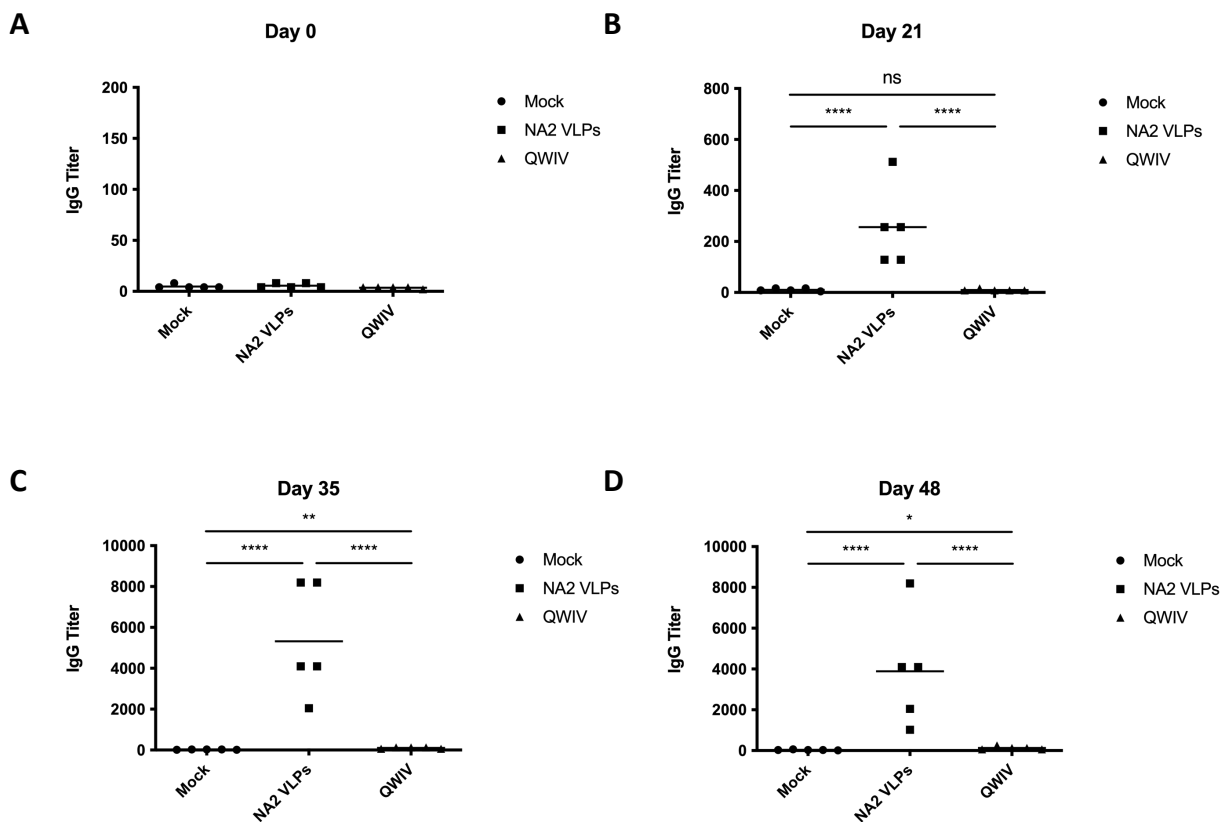 A
Day 0
IgG Titer
200
150
100
50
0
Mock
NA2 VLPs
QWIV
Mock
NA2 VLPs
QWIV
B
Day 21
IgG Titer
800
600
400
200
0
ns
****
****
Mock
NA2 VLPs
QWIV
Mock
NA2 VLPs
QWIV
C
Day 35
IgG Titer
10000
8000
6000
4000
2000
0
**
****
****
Mock
NA2 VLPs
QWIV
Mock
NA2 VLPs
QWIV
D
Day 48
IgG Titer
10000
8000
6000
4000
2000
0
*
****
****
Mock
NA2 VLPs
QWIV
Mock
NA2 VLPs
QWIV